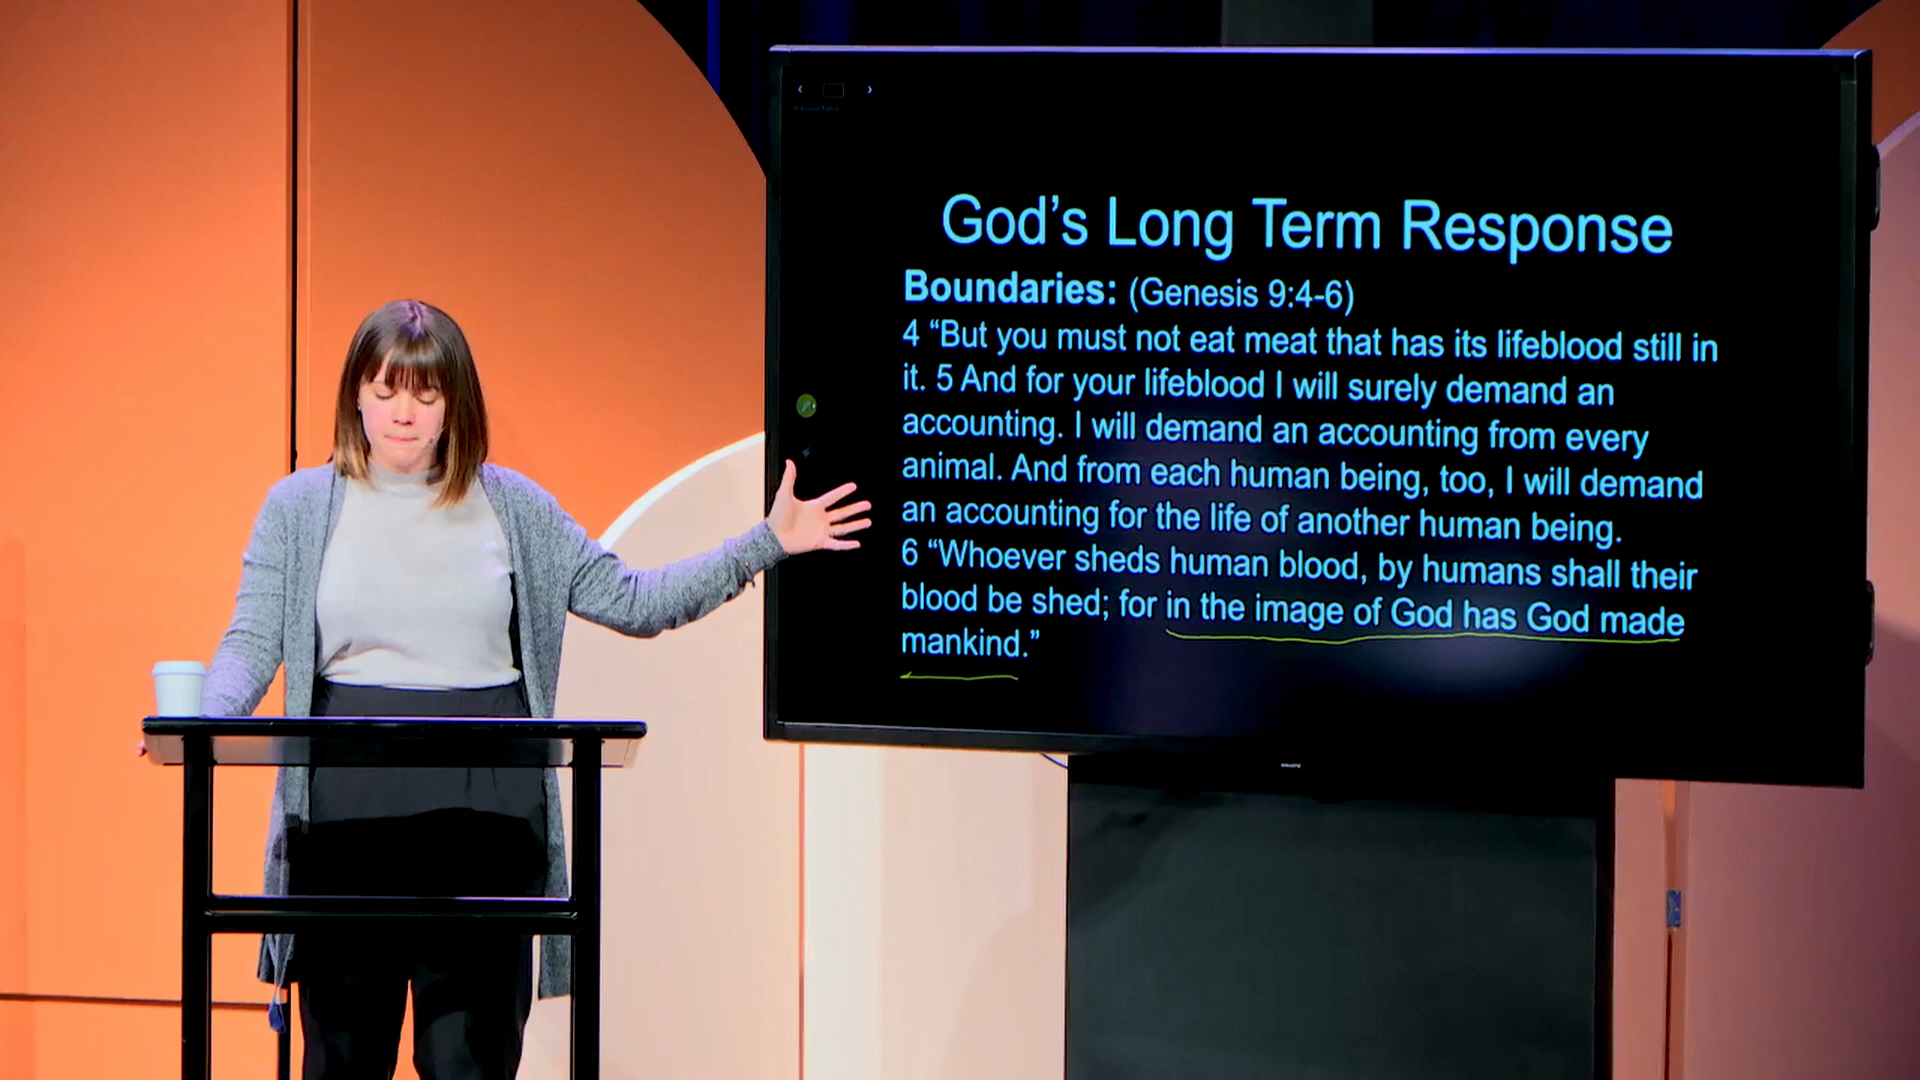 God’s Long Term Response
Boundaries: (Genesis 9:4-6)
4 “But you must not eat meat that has its lifeblood still in
it. 5 And for your lifeblood I will surely demand an
accounting. I will demand an accounting from every
animal. And from each human being, too, I will demand
an accounting for the life of another human being.
6 “Whoever sheds human blood, by humans shall their
blood be shed; for in the image of God has God made
mankind.”